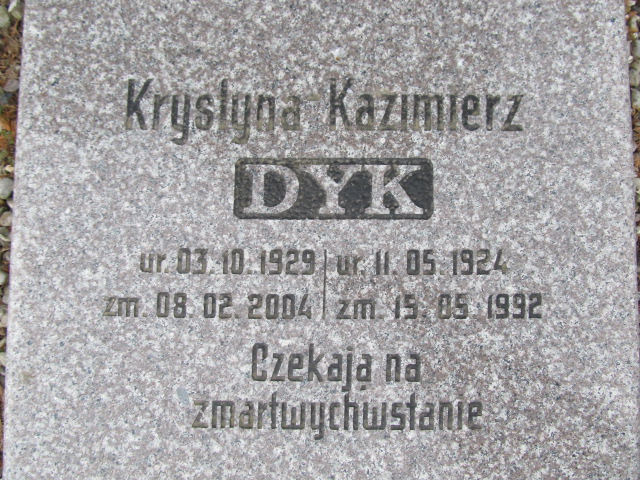 Krystyna Kazimierz
DYK
ur. 03. 10. 1929 ur. 11. 05. 1924
zm. 08. 02. 2004 zm. 15. 05. 1992
Czekają na
zmartwychwstanie